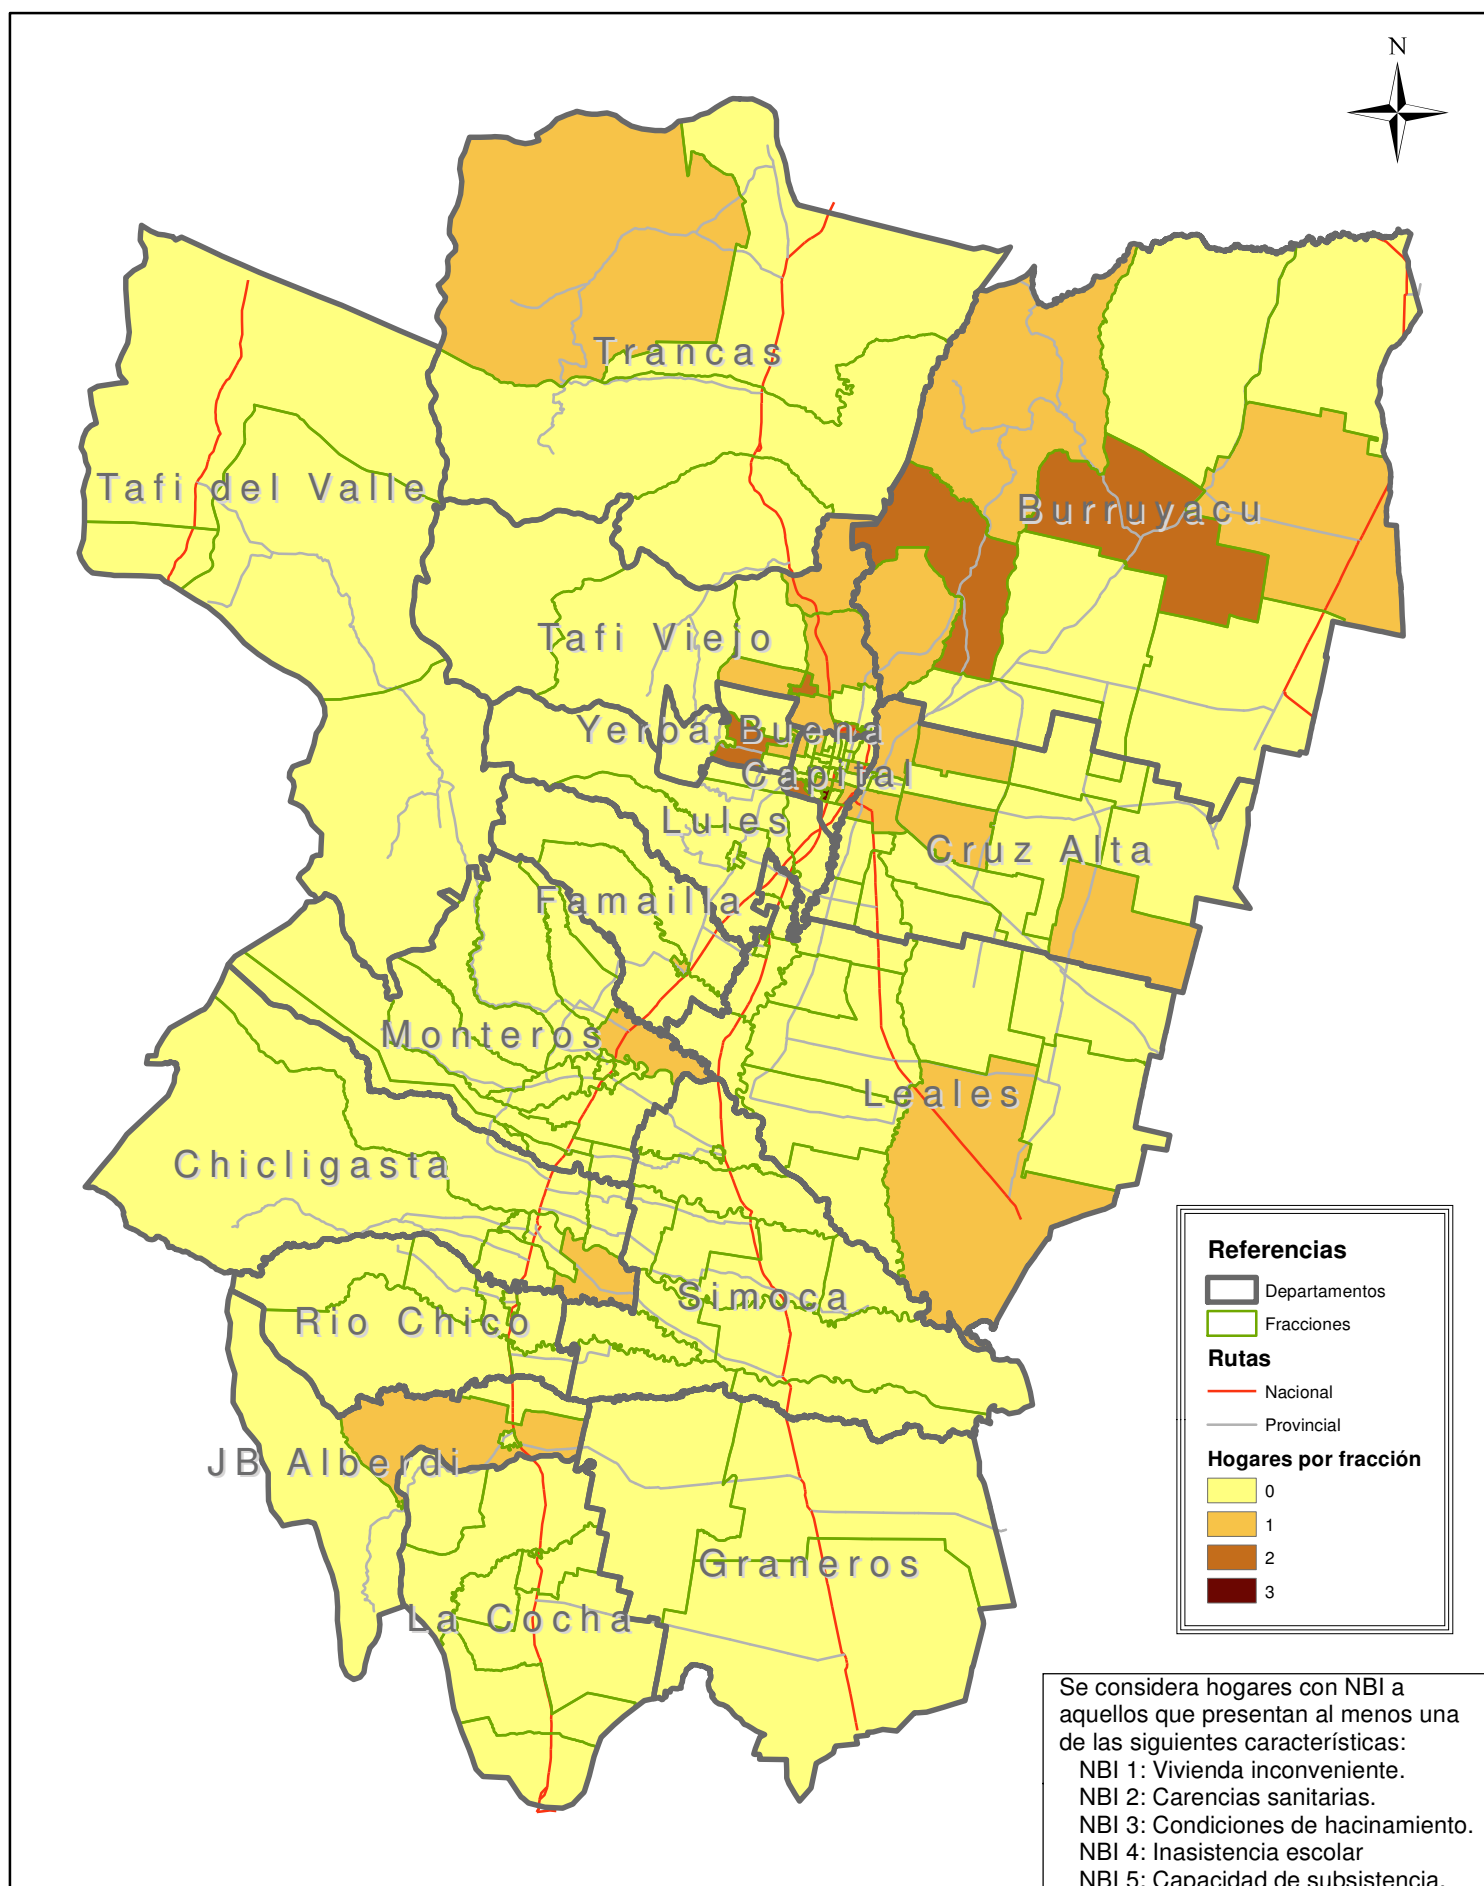 N
Trancas
Tafi del Valle
Burruyacu
Tafi Viejo
Yerba Buena
Capital
Lules
Cruz Alta
Famailla
Monteros
Leales
Chicligasta
Simoca
Rio Chico
JB Alberdi
Graneros
La Cocha
Referencias
Departamentos
Fracciones
Rutas
Nacional
Provincial
Hogares por fracción
0
1
2
3
Se considera hogares con NBI a
aquellos que presentan al menos una
de las siguientes características:
NBI 1: Vivienda inconveniente.
NBI 2: Carencias sanitarias.
NBI 3: Condiciones de hacinamiento.
NBI 4: Inasistencia escolar
NBI 5: Capacidad de subsistencia.